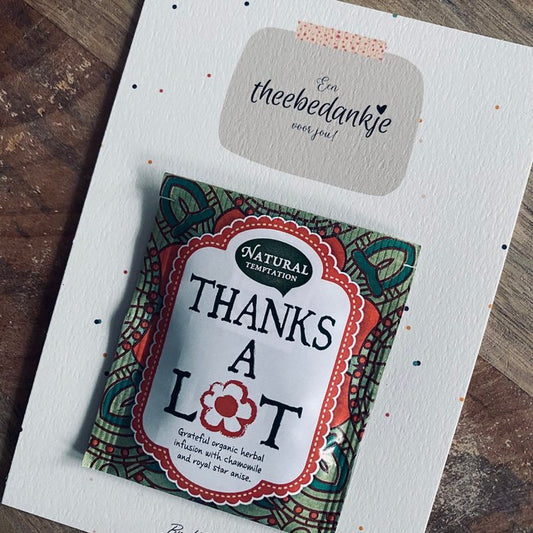 Een
theebedankje
voor jou!
NATURAL
TEMPTATION
THANKS
A
LOT
Grateful organic herbal
infusion with chamomile
and royal star anise.